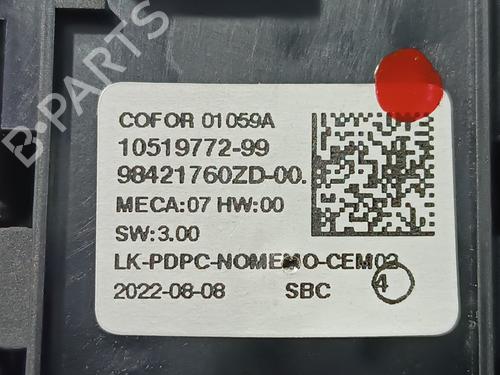 B-PARTS
COFOR 01059A
10519772-99
98421760ZD-00.
MECA:07 HW:00
SW:3.00
LK-PDPC-NOMEMO-CEM02
2022-08-08 SBC 4